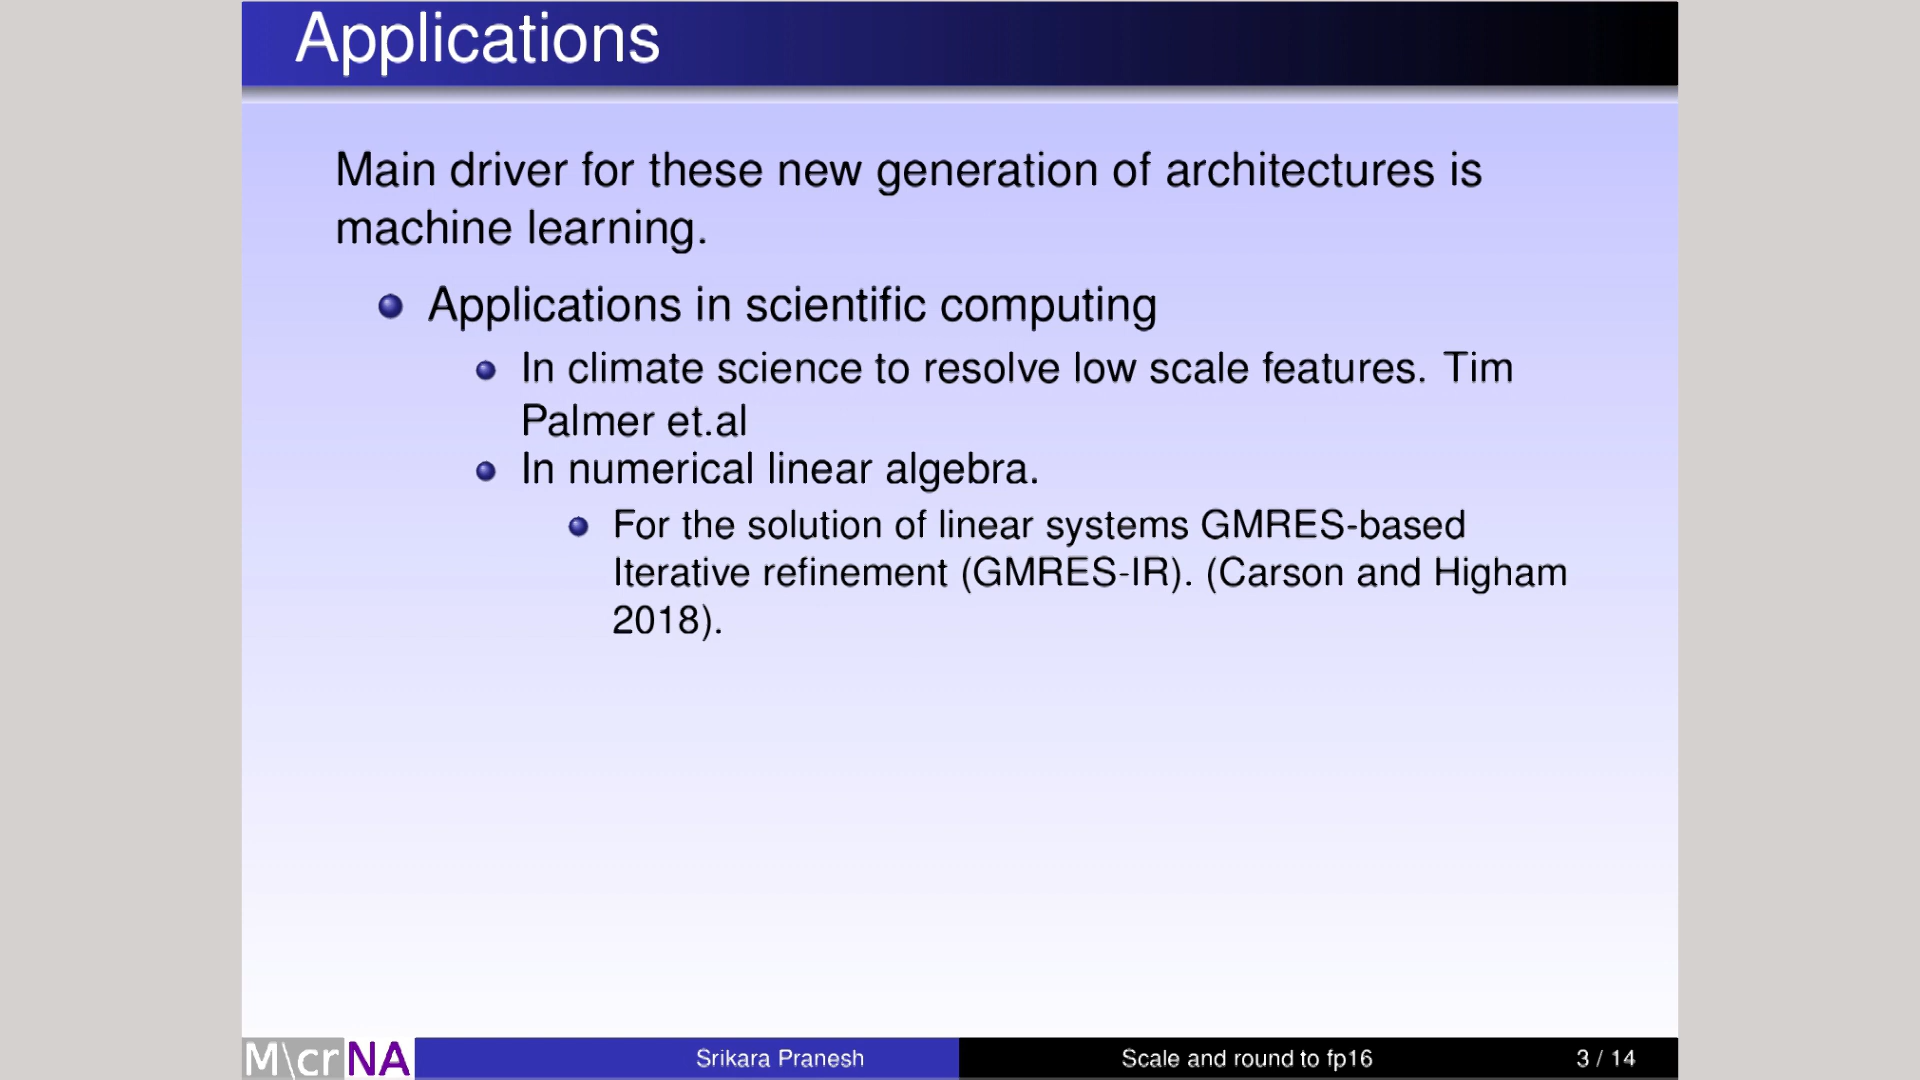 Applications
Main driver for these new generation of architectures is
machine learning.
Applications in scientific computing
In climate science to resolve low scale features. Tim
Palmer et.al
In numerical linear algebra.
For the solution of linear systems GMRES-based
Iterative refinement (GMRES-IR). (Carson and Higham
2018).
M\crNA
Srikara Pranesh
Scale and round to fp16
3 / 14